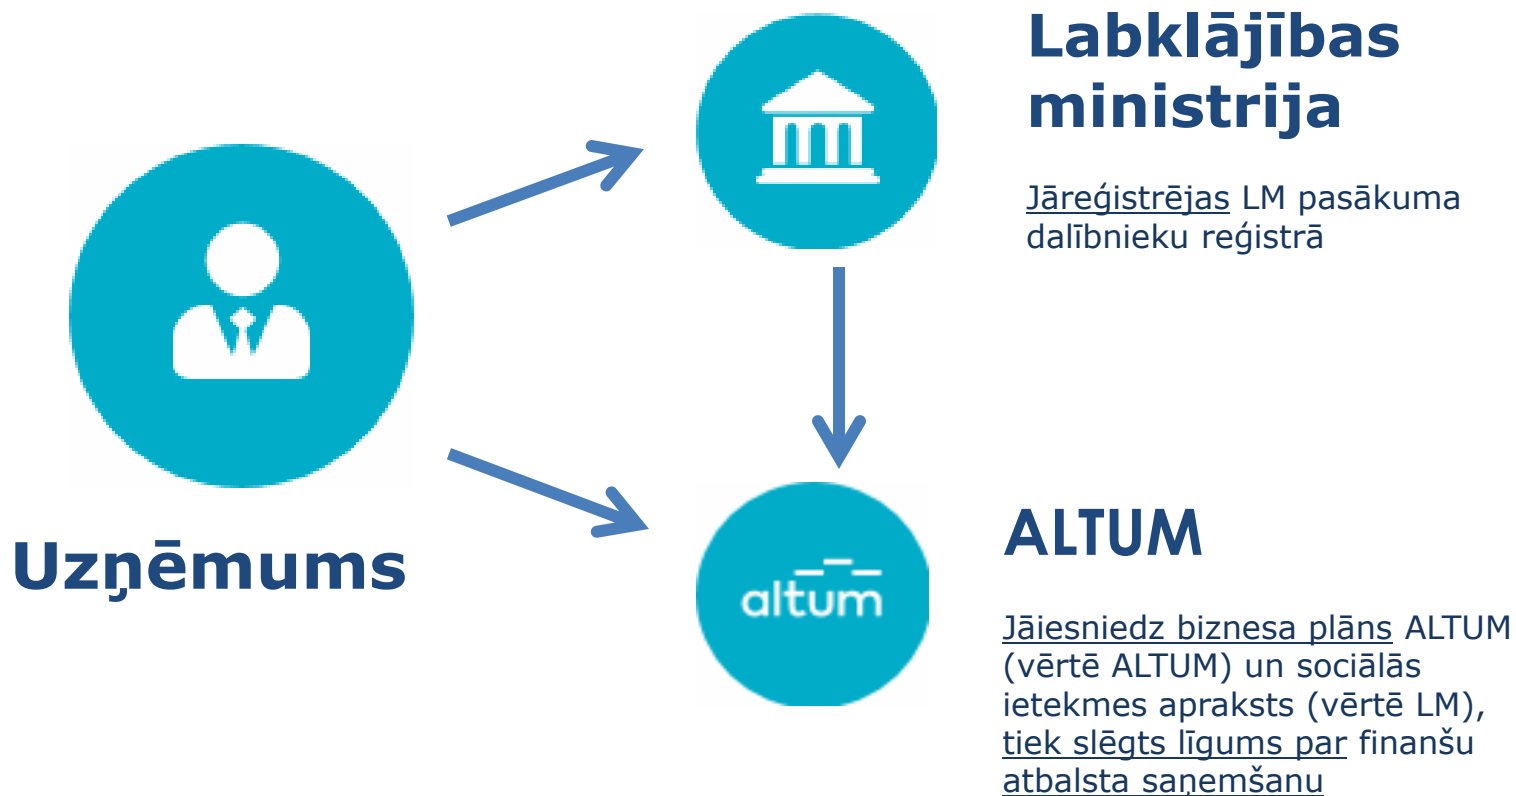 Labklājības
ministrija
Jāreģistrējas LM pasākuma
dalībnieku reģistrā
Uzņēmums
altum
ALTUM
Jāiesniedz biznesa plāns ALTUM
(vērtē ALTUM) un sociālās
ietekmes apraksts (vērtē LM),
tiek slēgts līgums par finanšu
atbalsta saņemšanu